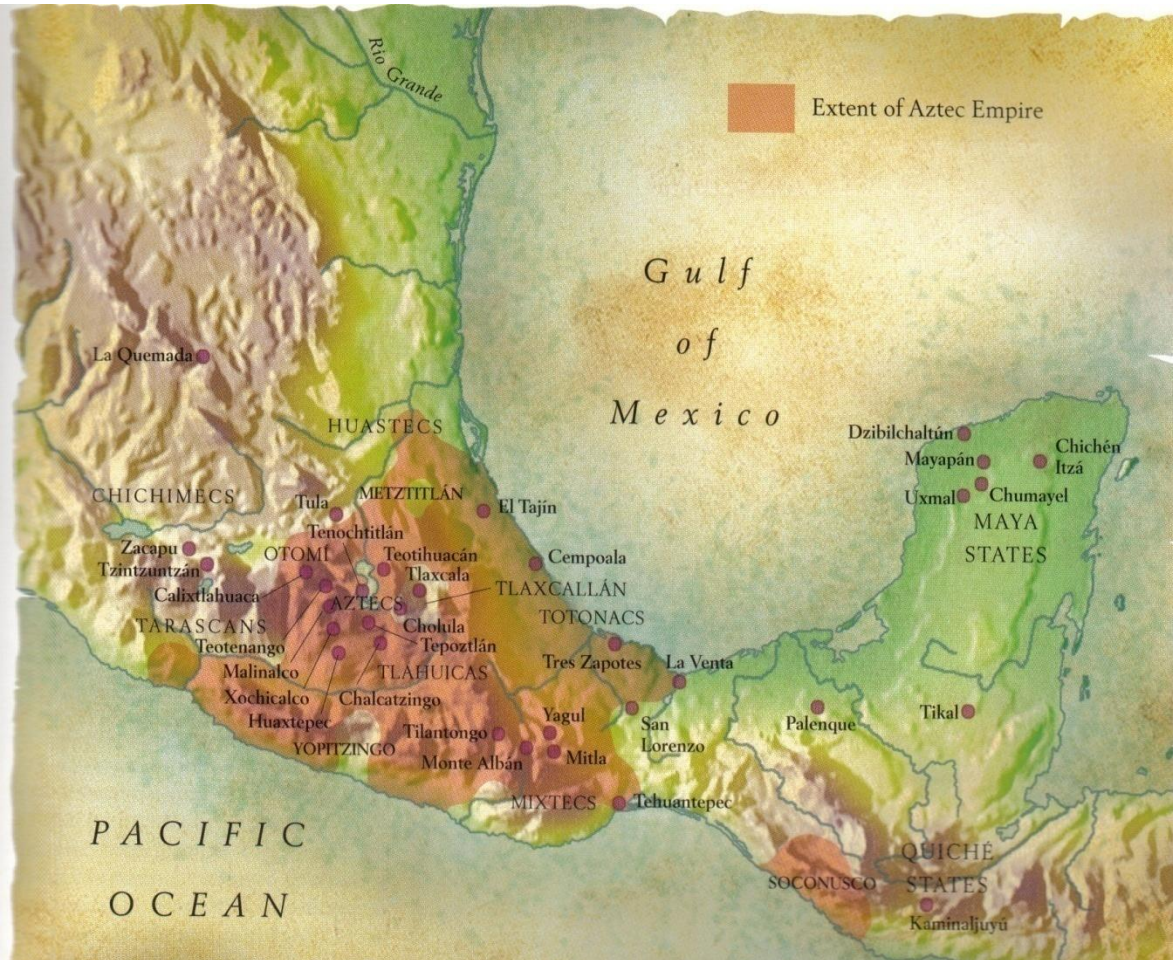 Rio Grande
Extent of Aztec Empire
Gulf
of
Mexico
La Quemada
HUASTECS
Dzibilchaltún
Mayapán
Chichén
Itzá
Uxmal
Chumayel
MAYA
STATES
CHICHIMECS
METZTITLÁN
Tula
El Tajín
Tenochtitlán
Zacapu
OTOMÍ
Teotihuacán
Cempoala
Tzintzuntzán
Tlaxcala
TLAXCALLÁN
Calixtlahuaca
AZTECS
TOTONACS
TARASCANS
Cholula
Teotenango
Tepoztlán
Malinalco
TLAHUICAS
Tres Zapotes
La Venta
Xochicalco
Chalcatzingo
Huaxtepec
Yagul
San
Lorenzo
Palenque
Tikal
YOPITZINGO
Tilantongo
Monte Albán
Mitla
MIXTECS
Tehuantepec
PACIFIC
OCEAN
QUICHÉ
STATES
SOCONUSCO
Kaminaljuyú